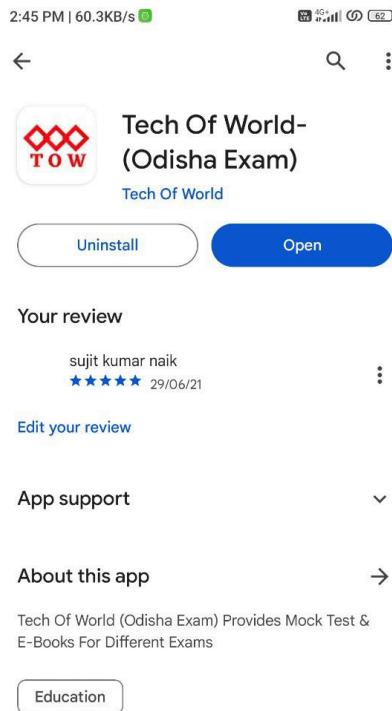 2:45 PM | 60.3KB/s
4G+
62
TOW
Tech Of World-
(Odisha Exam)
Tech Of World
Uninstall
Open
Your review
sujit kumar naik
29/06/21
Edit your review
App support
About this app
Tech Of World (Odisha Exam) Provides Mock Test &
E-Books For Different Exams
Education